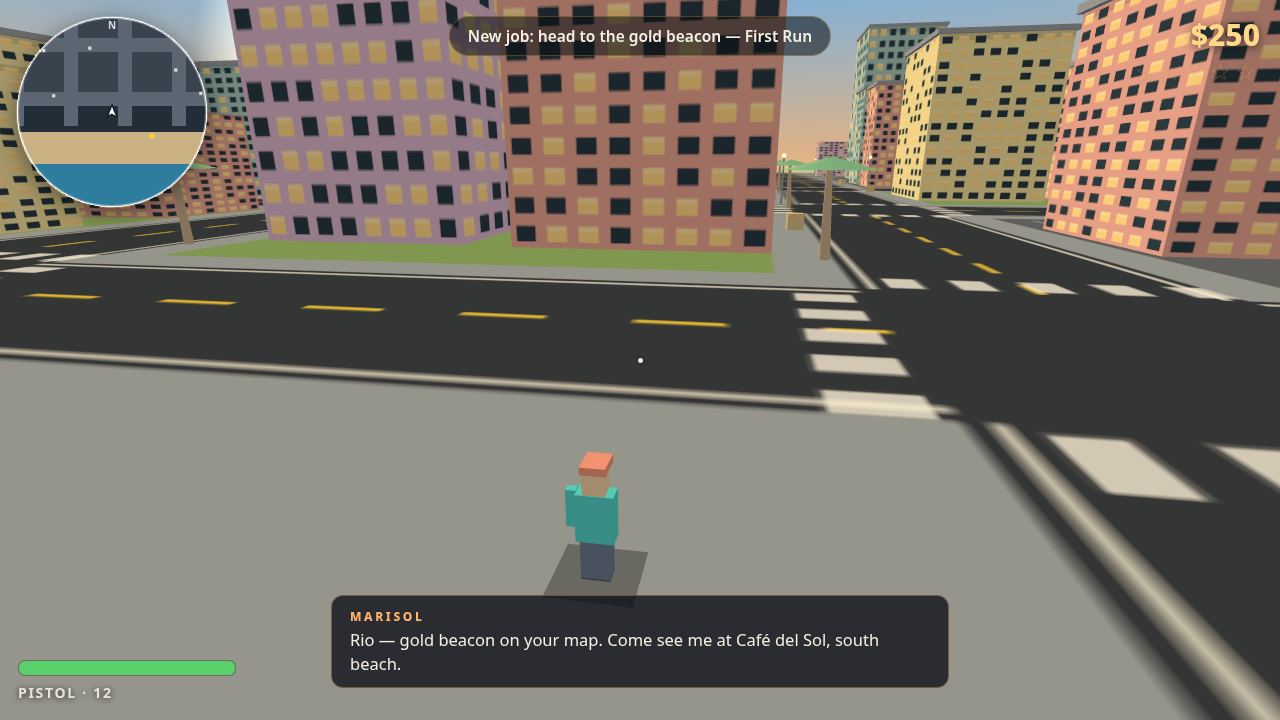 N
New job: head to the gold beacon — First Run
$250
MARISOL
Rio — gold beacon on your map. Come see me at Café del Sol, south
beach.
PISTOL · 12